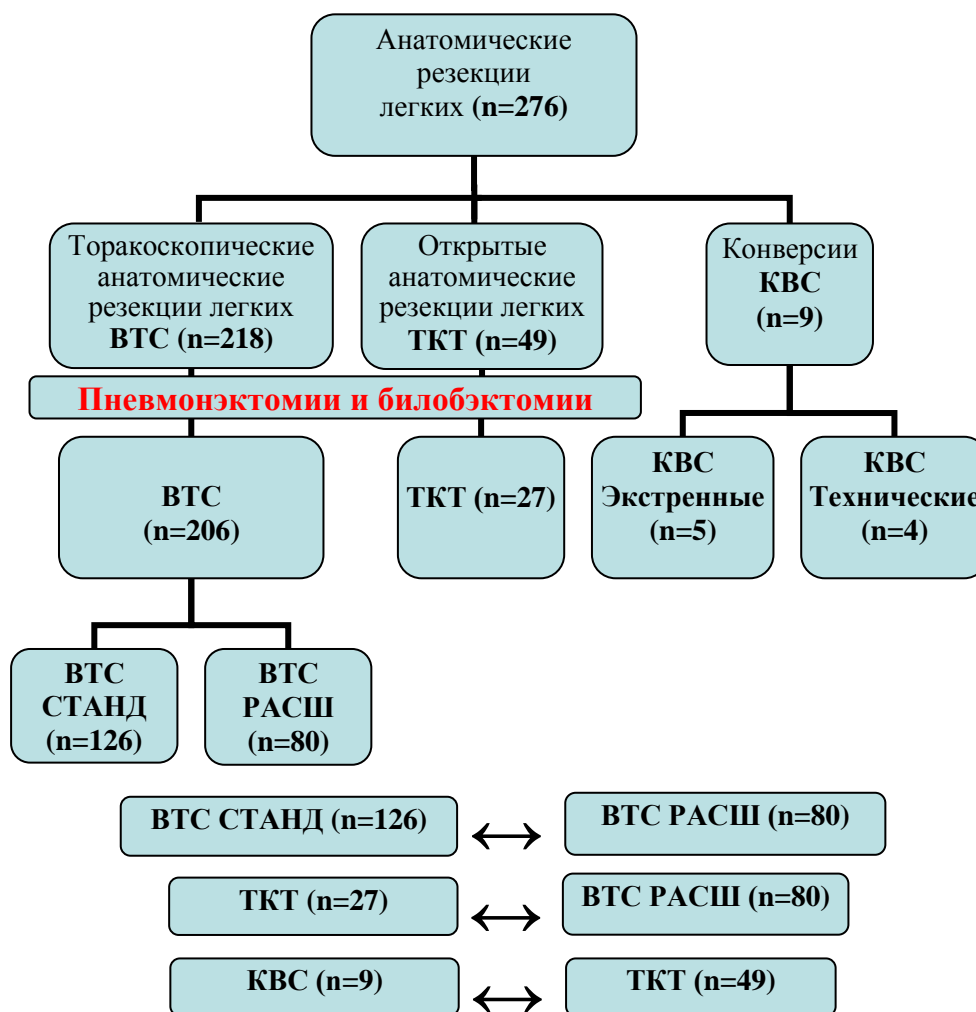 Анатомические
резекции
легких (n=276)
Торакоскопические
анатомические
резекции легких
ВТС (n=218)
Открытые
анатомические
резекции легких
ТКТ (n=49)
Конверсии
КВС
(n=9)
Пневмонэктомии и билобэктомии
ВТС
(n=206)
ТКТ (n=27)
КВС
Экстренные
(n=5)
КВС
Технические
(n=4)
ВТС
СТАНД
(n=126)
ВТС
РАСШ
(n=80)
ВТС СТАНД (n=126)
ВТС РАСШ (n=80)
ТКТ (n=27)
ВТС РАСШ (n=80)
КВС (n=9)
ТКТ (n=49)